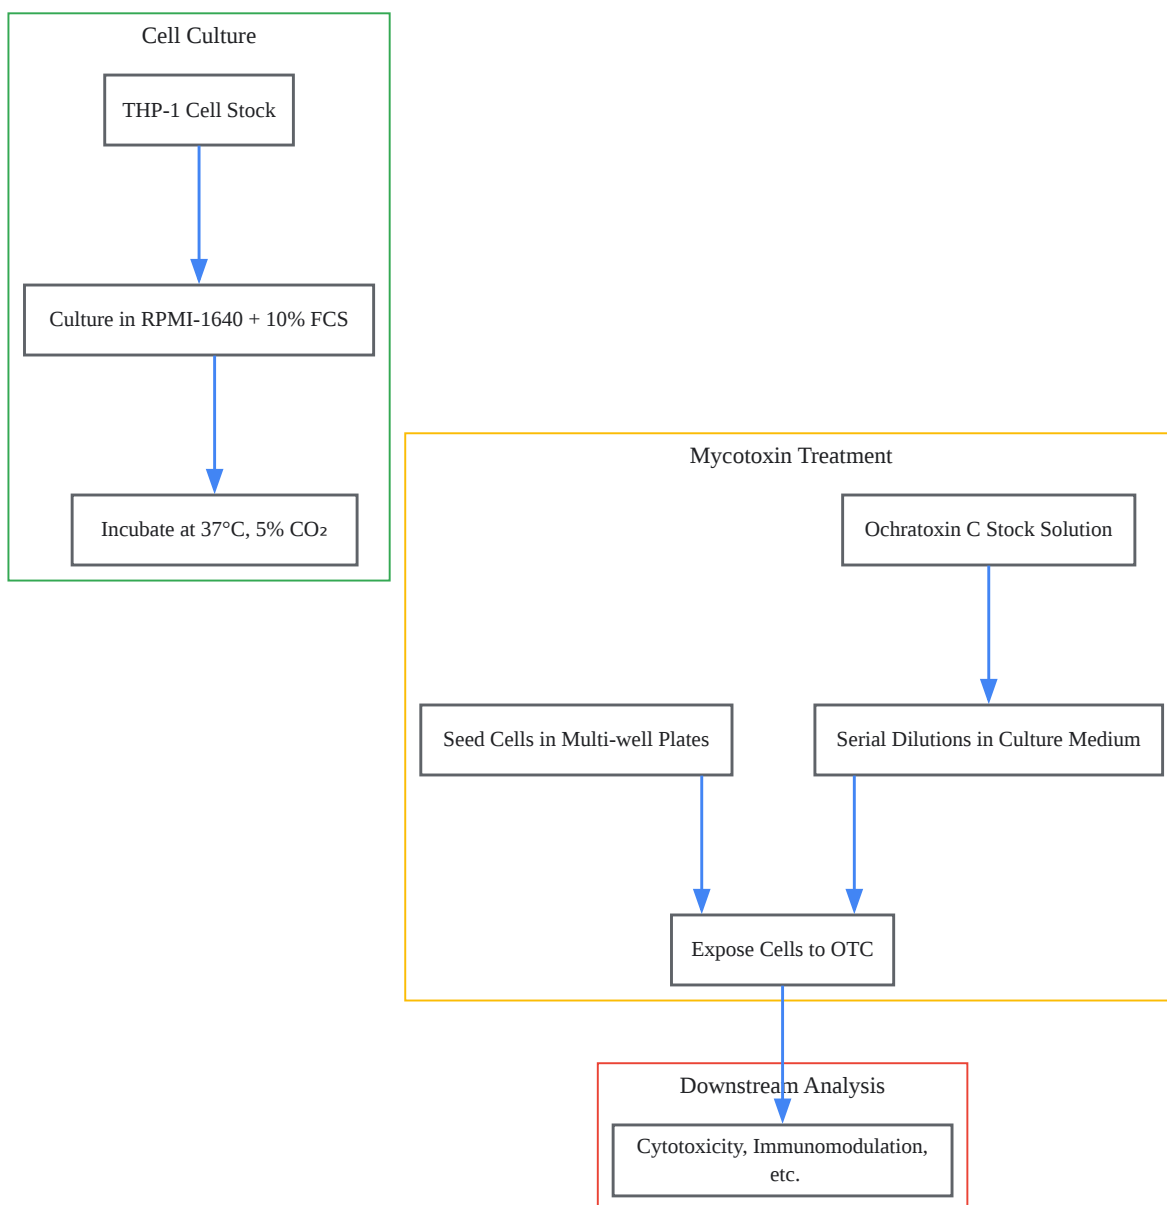 Cell Culture
THP-1 Cell Stock
Culture in RPMI-1640 + 10% FCS
Incubate at 37°C, 5% CO₂
Mycotoxin Treatment
Ochratoxin C Stock Solution
Seed Cells in Multi-well Plates
Serial Dilutions in Culture Medium
Expose Cells to OTC
Downstream Analysis
Cytotoxicity, Immunomodulation,
etc.